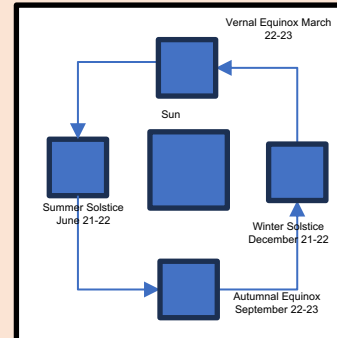 Vernal Equinox March
22-23
Sun
Summer Solstice
June 21-22
Winter Solstice
December 21-22
Autumnal Equinox
September 22-23